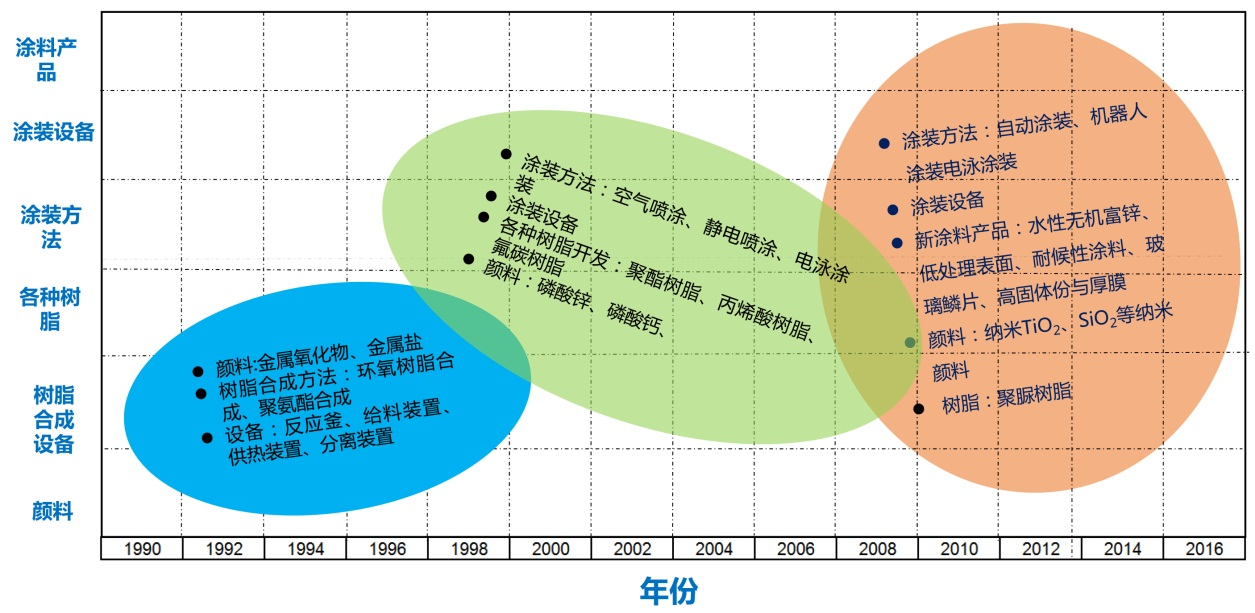 涂料产
品
涂装设备
涂装方
法
各种树
脂
树脂
合成
设备
颜料
颜料:金属氧化物、金属盐
树脂合成方法：环氧树脂合
成、聚氨酯合成
设备：反应釜、给料装置、
供热装置、分离装置
涂装方法：空气喷涂、静电喷涂、电泳涂
装
涂装设备
各种树脂开发：聚酯树脂、丙烯酸树脂、
氟碳树脂
颜料：磷酸锌、磷酸钙、
涂装方法：自动涂装、机器人
涂装电泳涂装
涂装设备
新涂料产品：水性无机富锌、
低处理表面、耐候性涂料、玻
璃鳞片、高固体份与厚膜
颜料：纳米TiO₂、SiO₂等纳米
颜料
树脂：聚脲树脂
1990 1992 1994 1996 1998 2000 2002 2004 2006 2008 2010 2012 2014 2016
年份